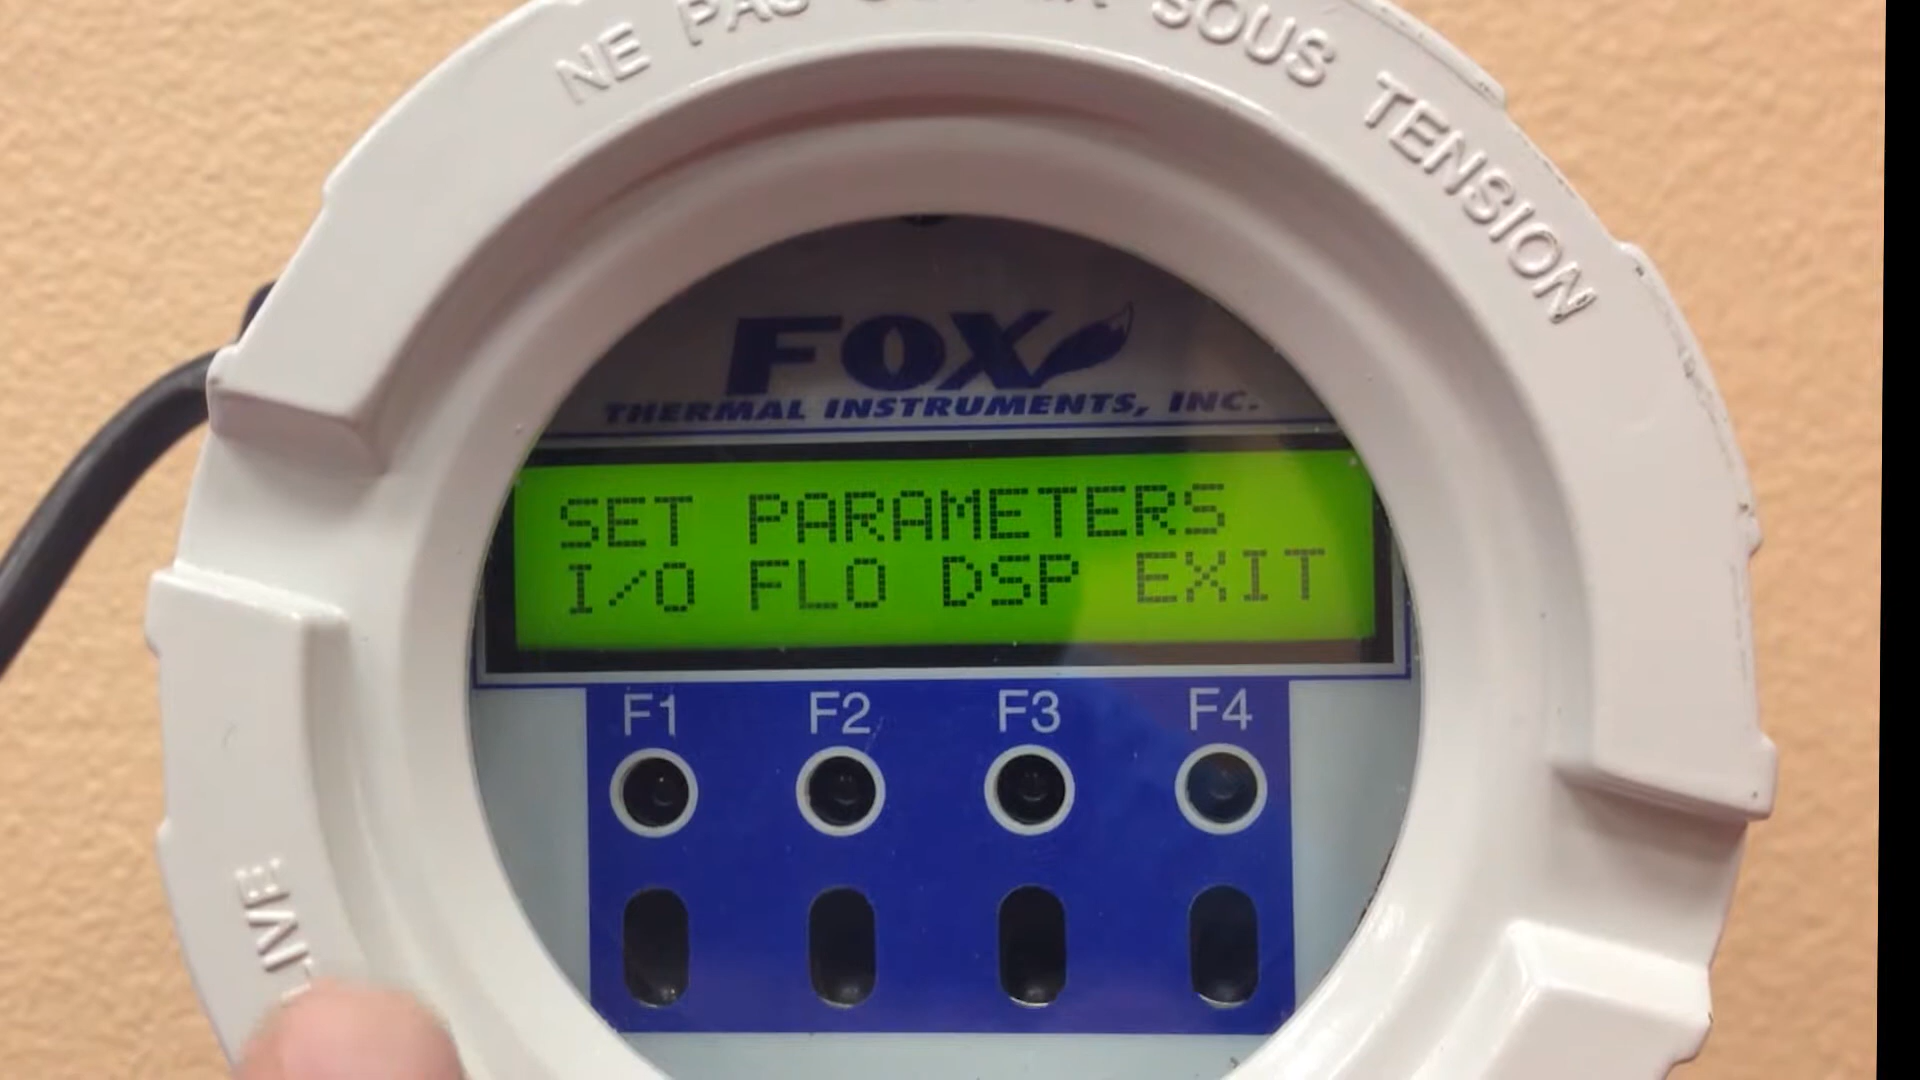 NE PAS SOUS TENSION
FOX
THERMAL INSTRUMENTS, INC.
SET PARAMETERS
I/O FLO DSP EXIT
F1 F2 F3 F4
LIVE